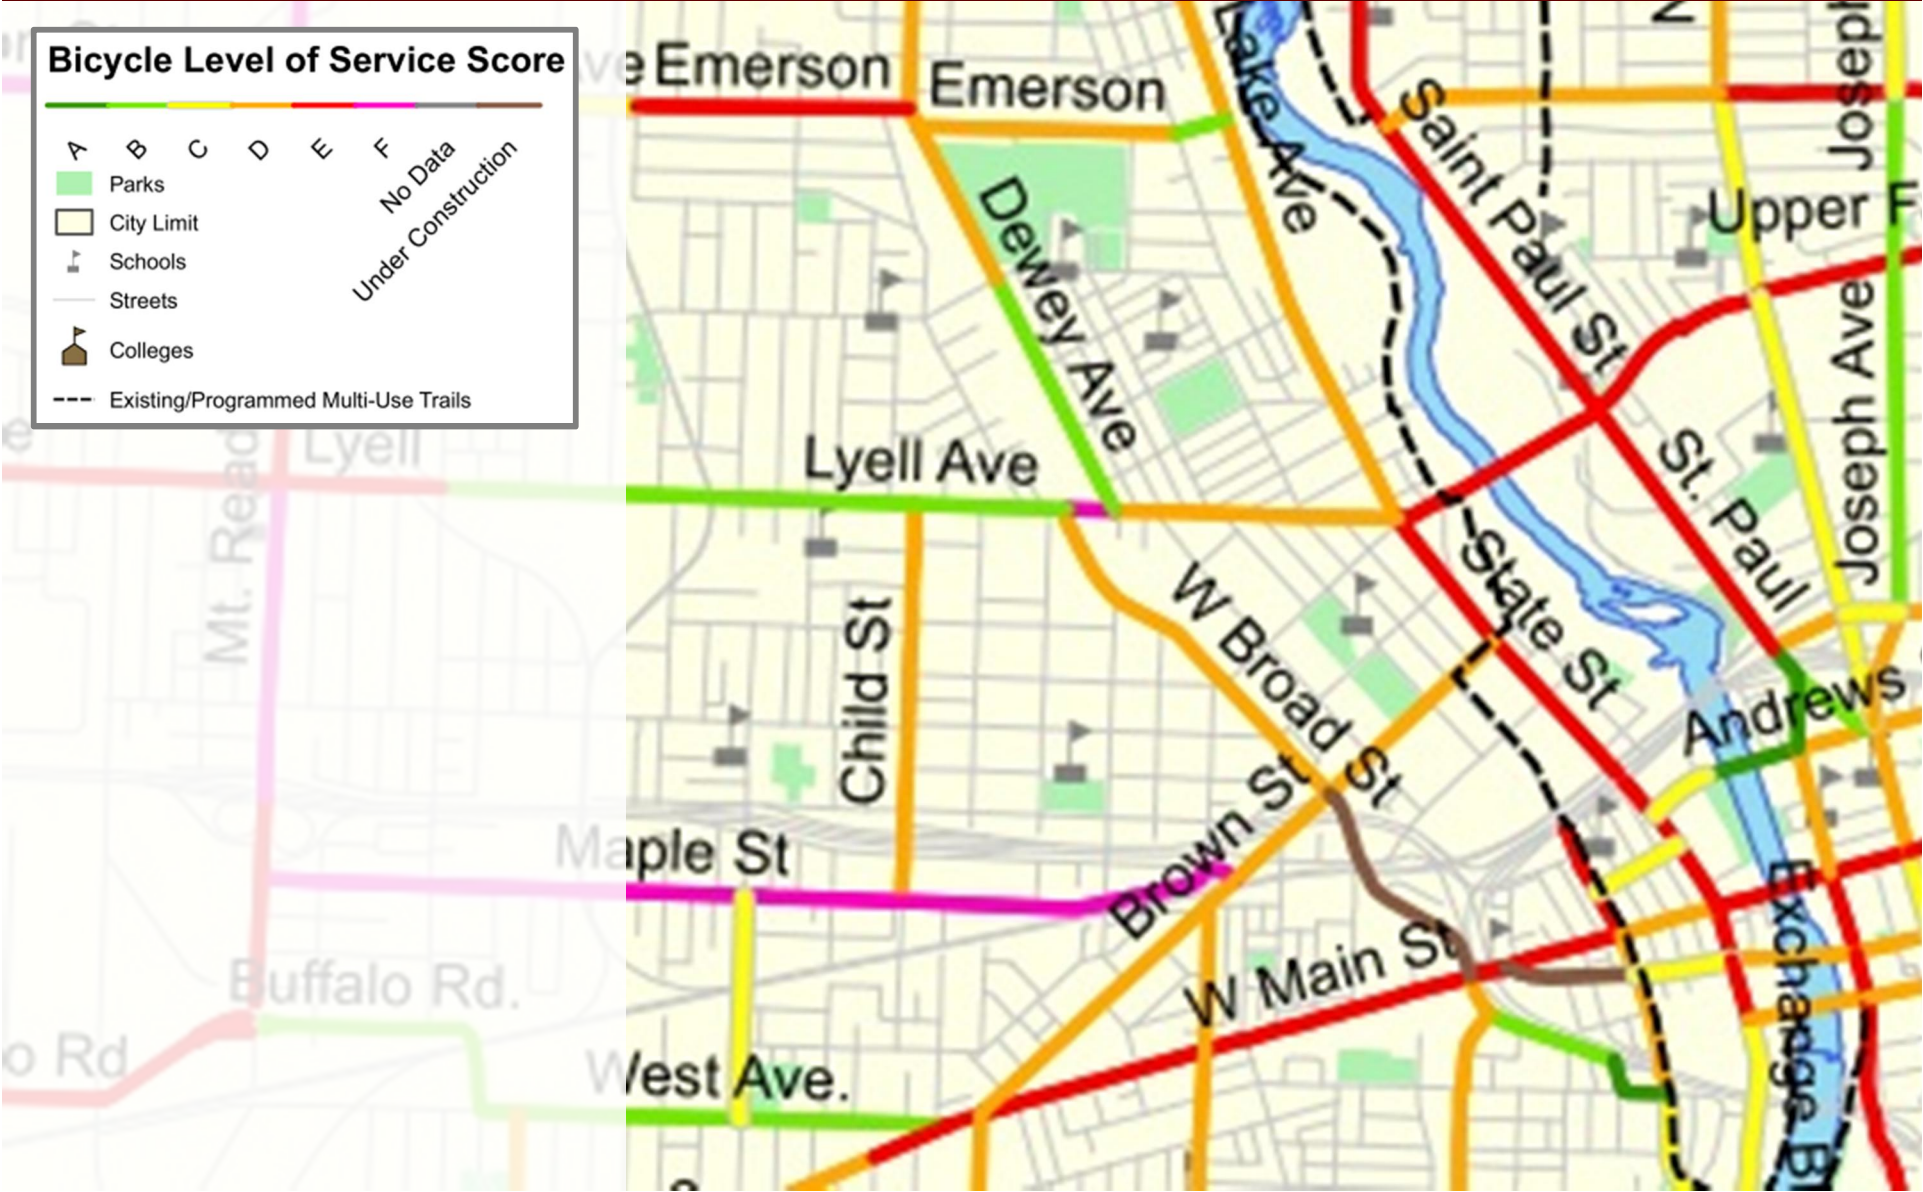 Bicycle Level of Service Score
A
B
C
D
E
F
No Data
Under Construction
Parks
City Limit
Schools
Streets
Colleges
Existing/Programmed Multi-Use Trails
Emerson
Emerson
Lake Ave
Saint Paul St
Joseph
Upper
Dewey Ave
Joseph Ave
Lyell
Lyell Ave
Mt. Read
St. Paul
State St
W Broad St
Child St
Andrews
Maple St
Brown St
W Main St
Exchange
Buffalo Rd.
Rd
West Ave.